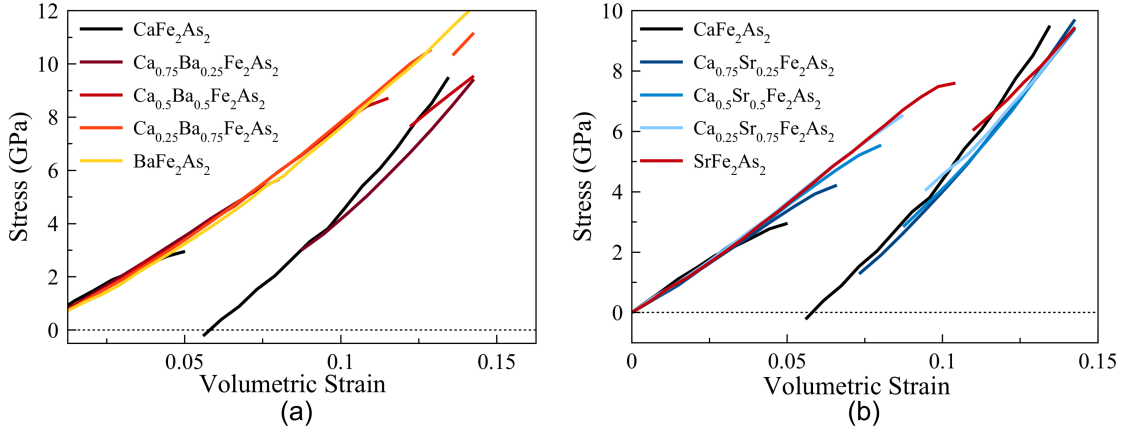 12
10
8
6
4
2
0
Stress (GPa)
CaFe₂As₂
Ca₀.₇₅Ba₀.₂₅Fe₂As₂
Ca₀.₅Ba₀.₅Fe₂As₂
Ca₀.₂₅Ba₀.₇₅Fe₂As₂
BaFe₂As₂
0.05
0.1
0.15
Volumetric Strain
(a)
10
8
6
4
2
0
Stress (GPa)
CaFe₂As₂
Ca₀.₇₅Sr₀.₂₅Fe₂As₂
Ca₀.₅Sr₀.₅Fe₂As₂
Ca₀.₂₅Sr₀.₇₅Fe₂As₂
SrFe₂As₂
0
0.05
0.1
0.15
Volumetric Strain
(b)